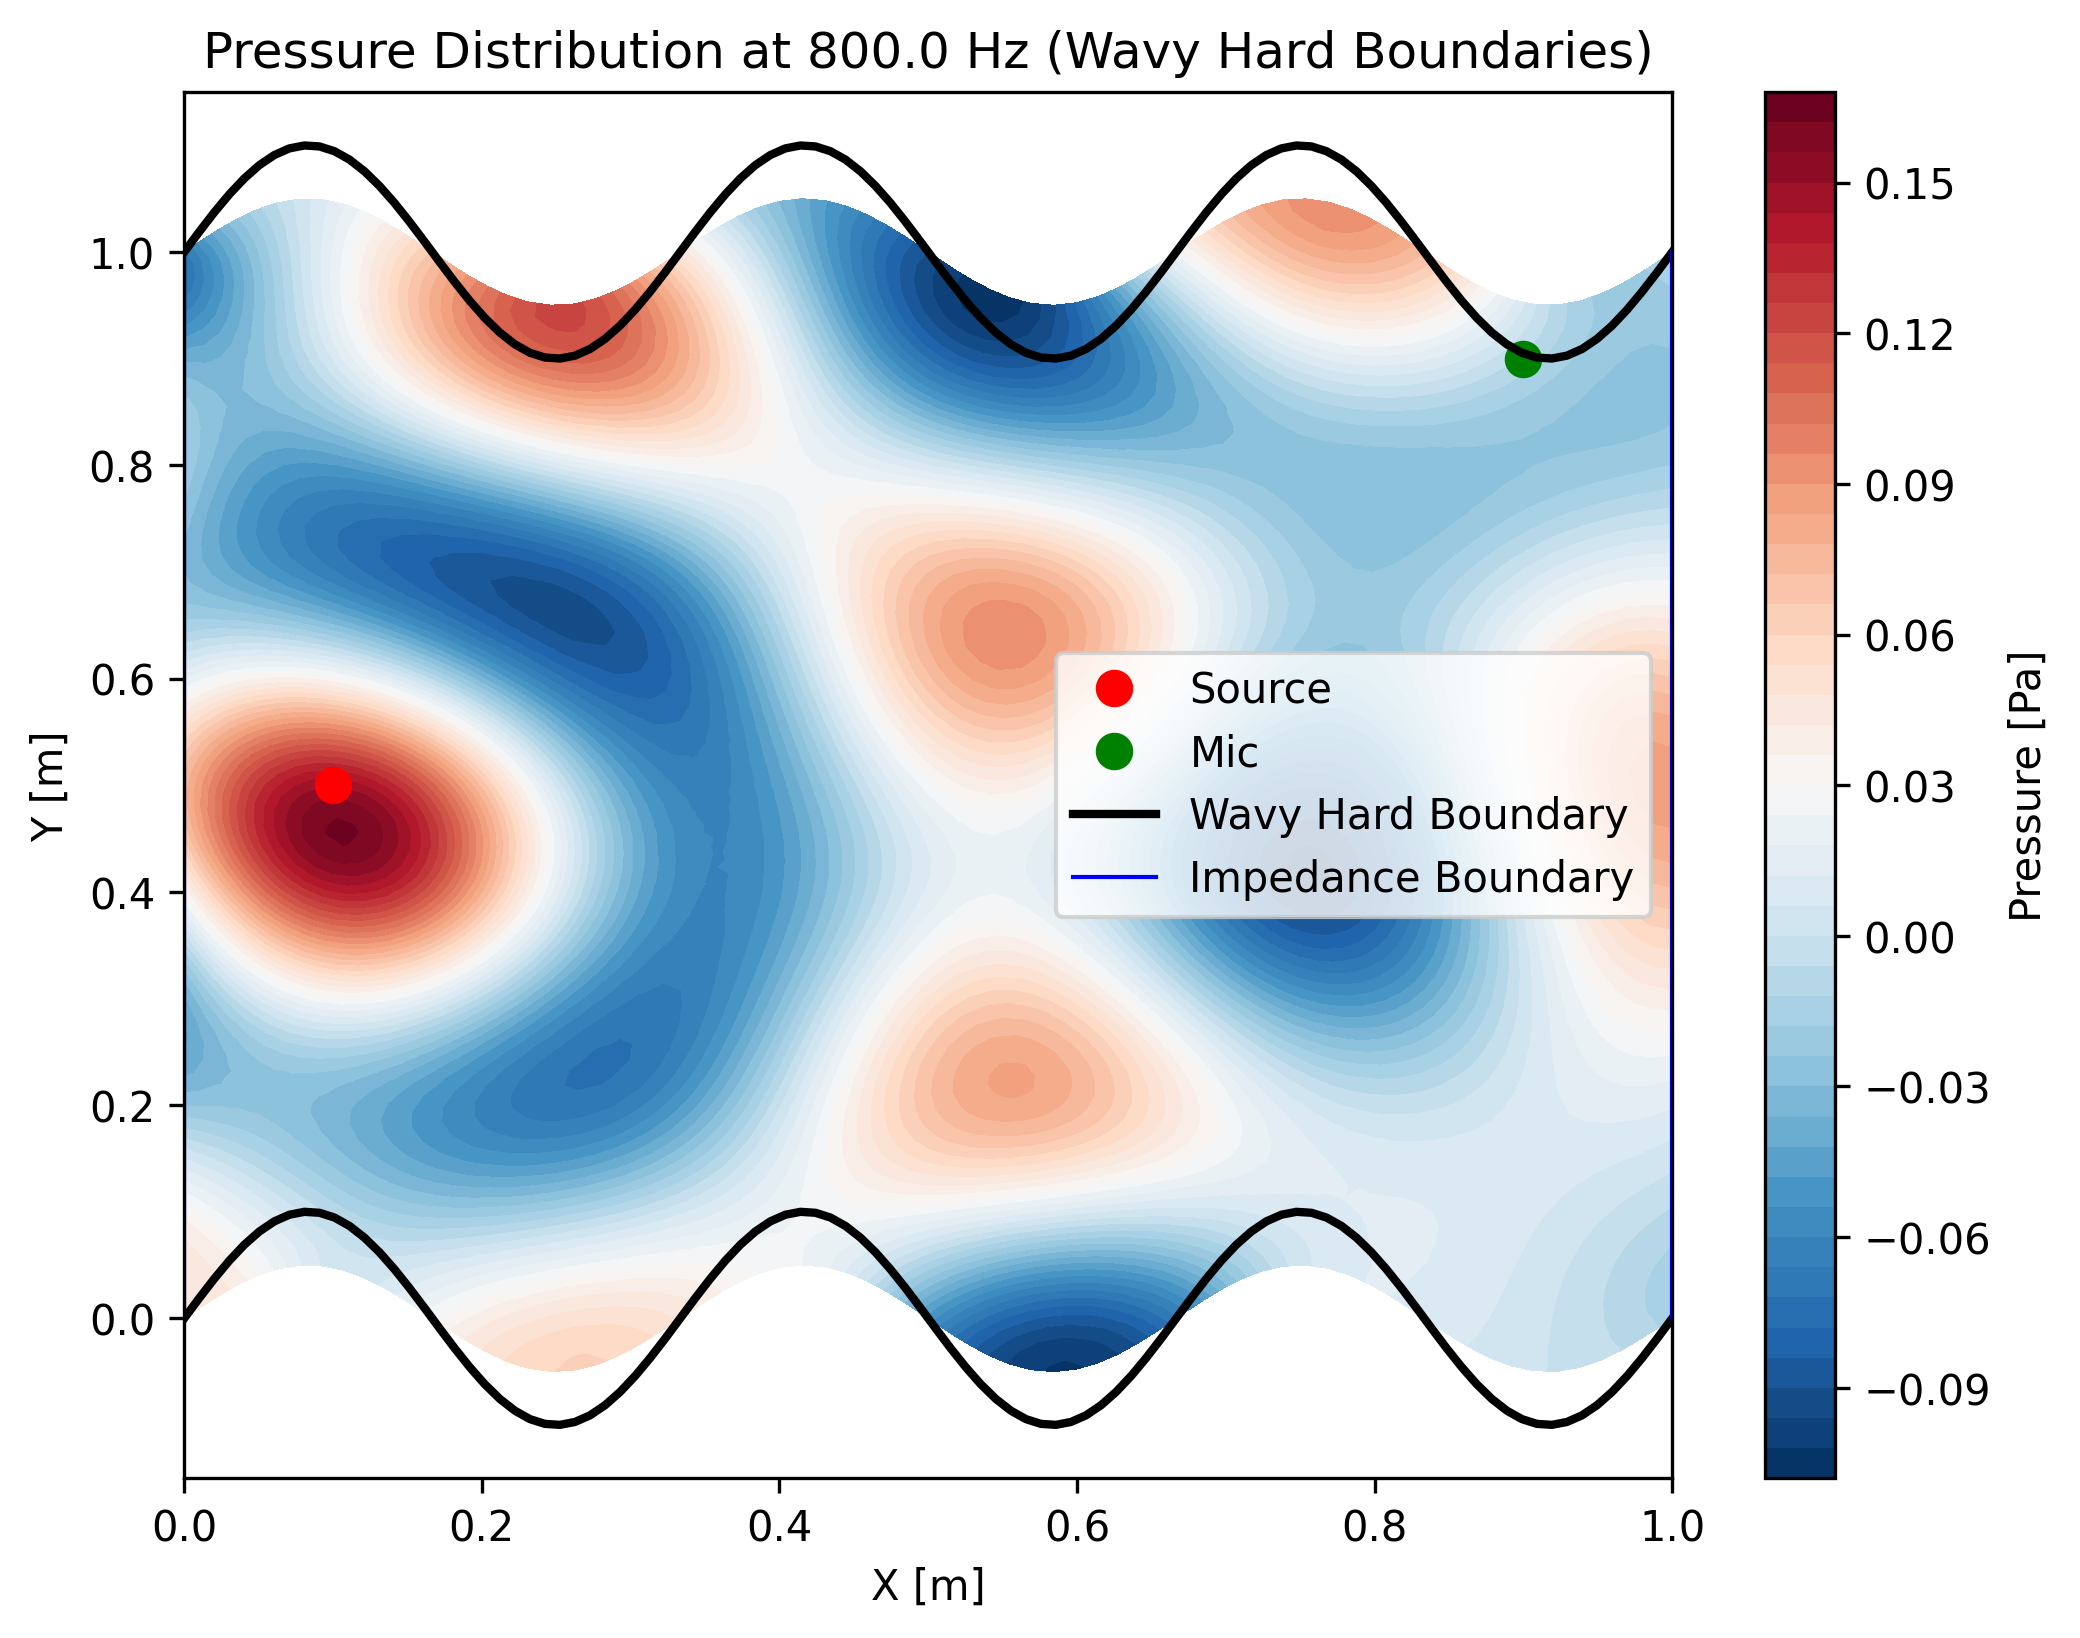 Pressure Distribution at 800.0 Hz (Wavy Hard Boundaries)
1.0
0.8
0.6
0.4
0.2
0.0
Y [m]
0.0 0.2 0.4 0.6 0.8 1.0
X [m]
Source
Mic
Wavy Hard Boundary
Impedance Boundary
0.15
0.12
0.09
0.06
0.03
0.00
−0.03
−0.06
−0.09
Pressure [Pa]